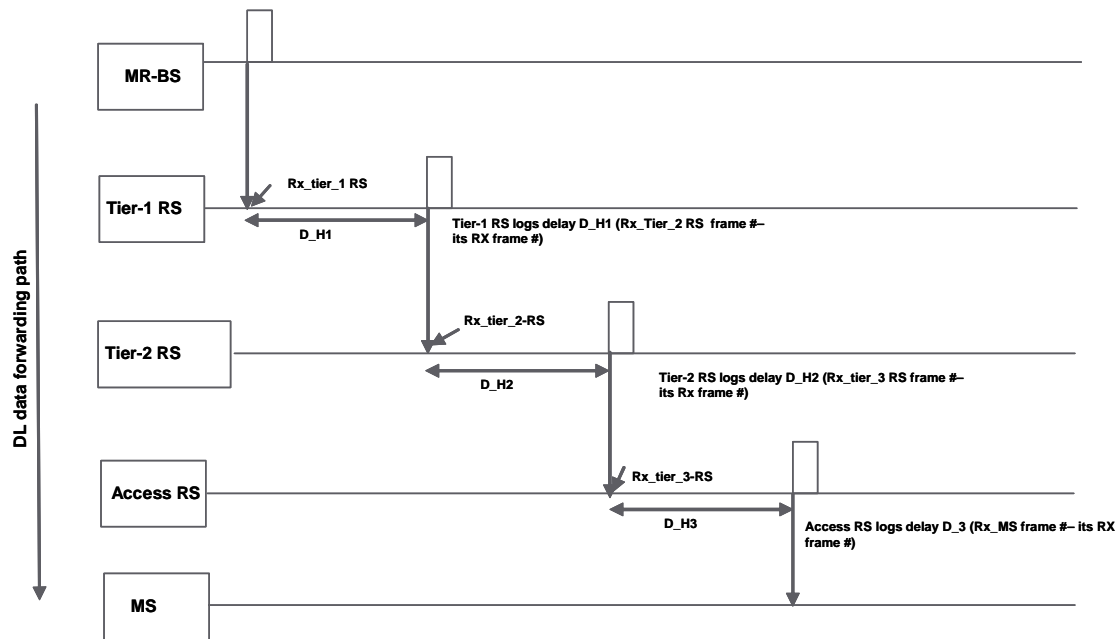 MR-BS
Rx_tier_1 RS
Tier-1 RS
D_H1
Tier-1 RS logs delay D_H1 (Rx_Tier_2 RS  frame #–
its RX frame #)
DL data forwarding path
Rx_tier_2-RS
Tier-2 RS
D_H2
Tier-2 RS logs delay D_H2 (Rx_tier_3 RS frame #–
its Rx frame #)
Rx_tier_3-RS
Access RS
D_H3
Access RS logs delay D_3 (Rx_MS frame #– its RX
frame #)
MS